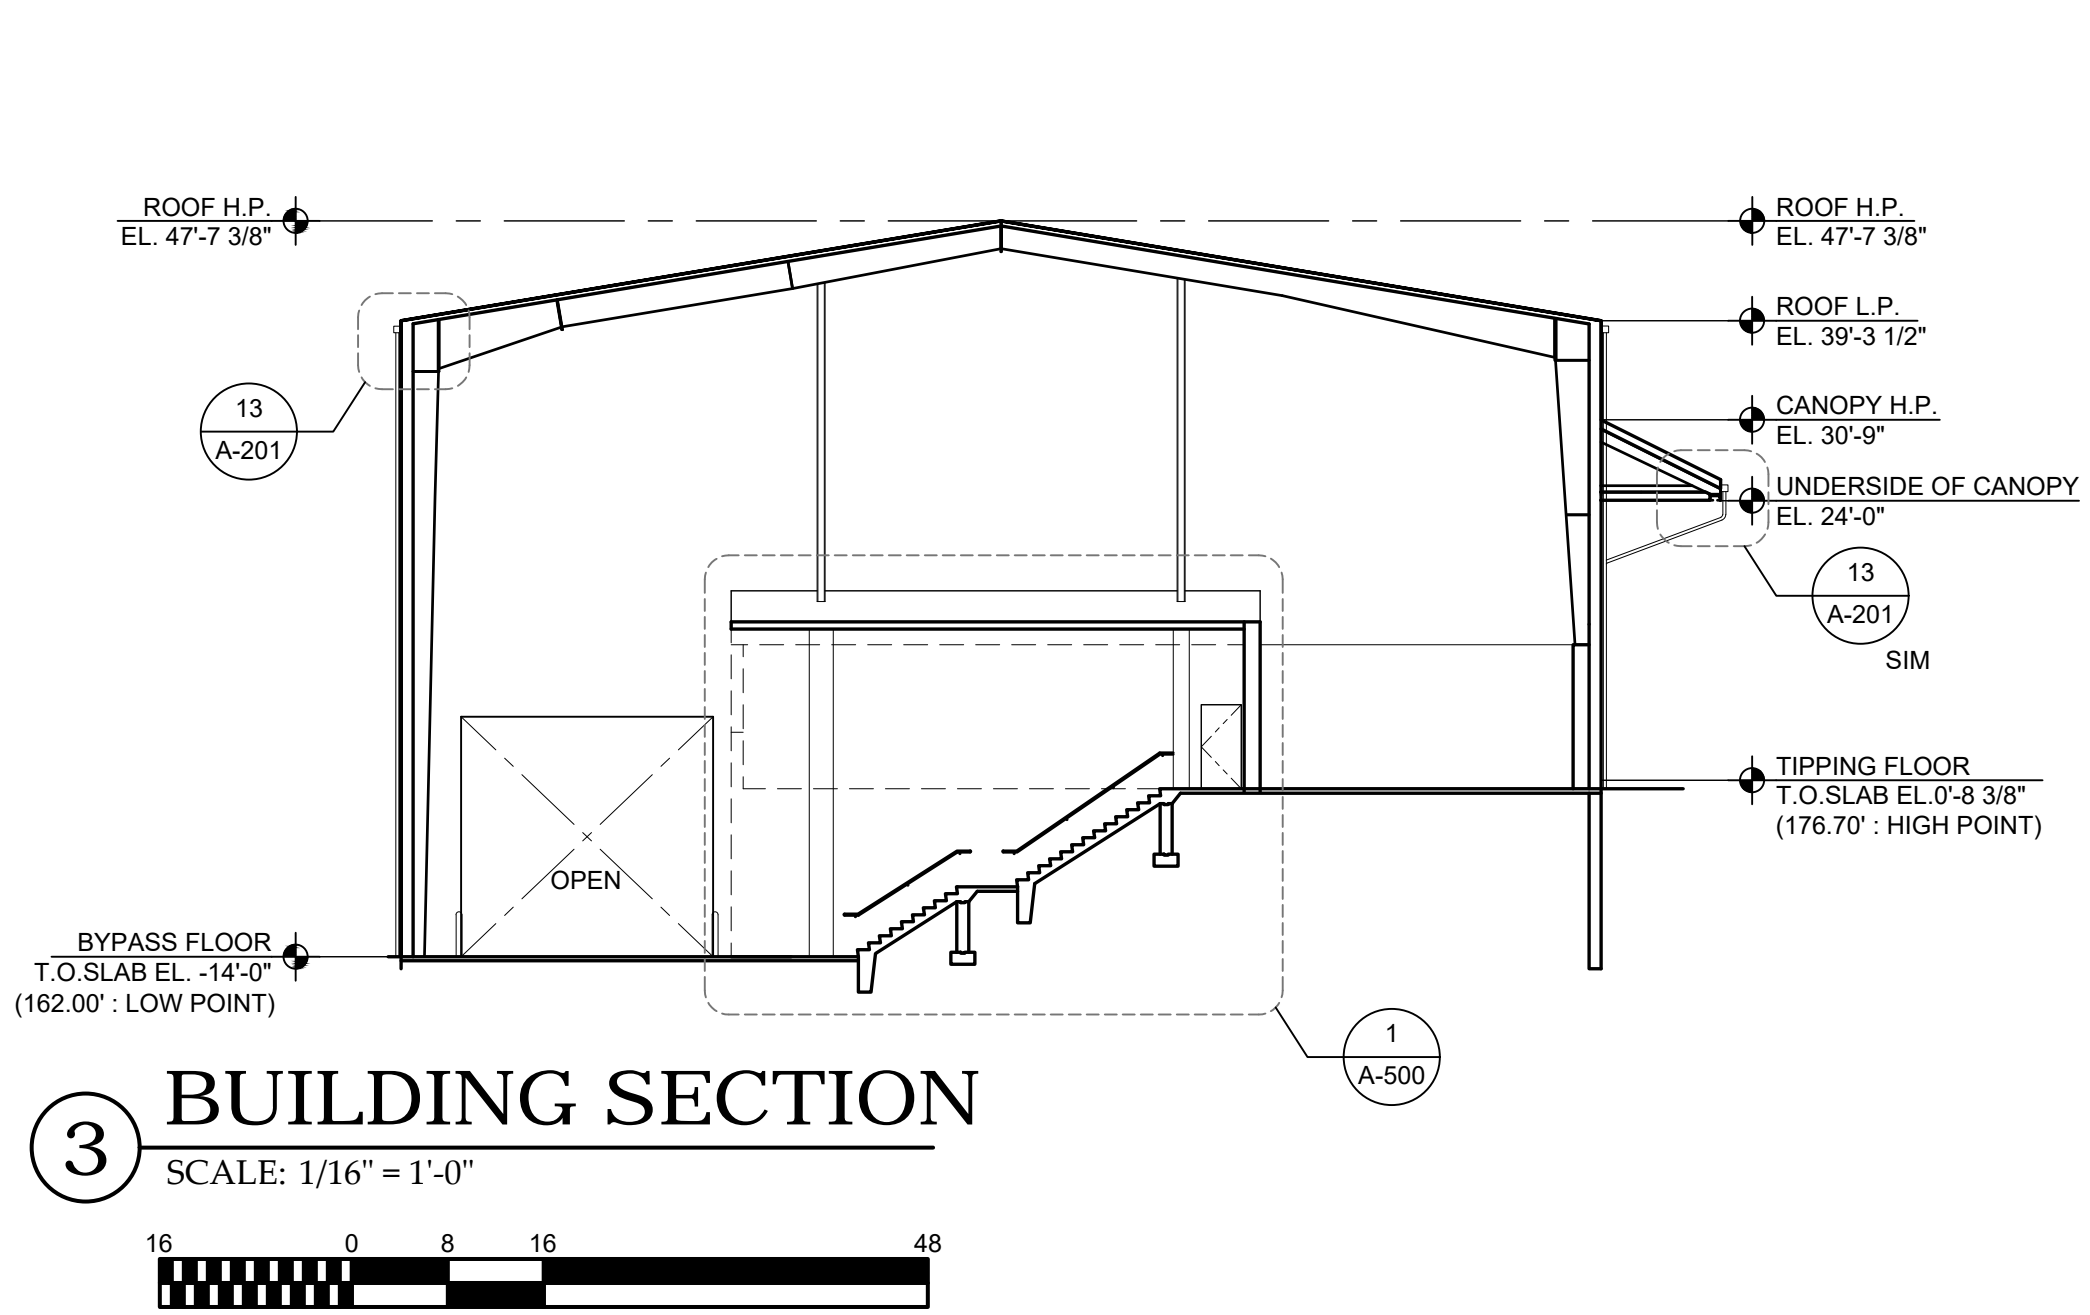 ROOF H.P.
EL. 47'-7 3/8"
ROOF H.P.
EL. 47'-7 3/8"
ROOF L.P.
EL. 39'-3 1/2"
13
A-201
CANOPY H.P.
EL. 30'-9"
UNDERSIDE OF CANOPY
EL. 24'-0"
13
A-201
SIM
TIPPING FLOOR
T.O.SLAB EL.0'-8 3/8"
(176.70' : HIGH POINT)
OPEN
BYPASS FLOOR
T.O.SLAB EL. -14'-0"
(162.00' : LOW POINT)
1
A-500
3
BUILDING SECTION
SCALE: 1/16" = 1'-0"
16 0 8 16 48